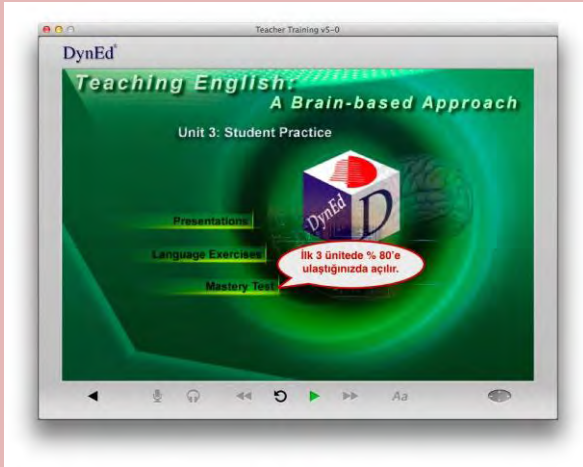 Teacher Training v5-0
DynEd®
Teaching English:
A Brain-based Approach
Unit 3: Student Practice
DynEd
D
Presentations
Language Exercises
Mastery Test
İlk 3 ünitede % 80'e
ulaştığınızda açılır.
Aa